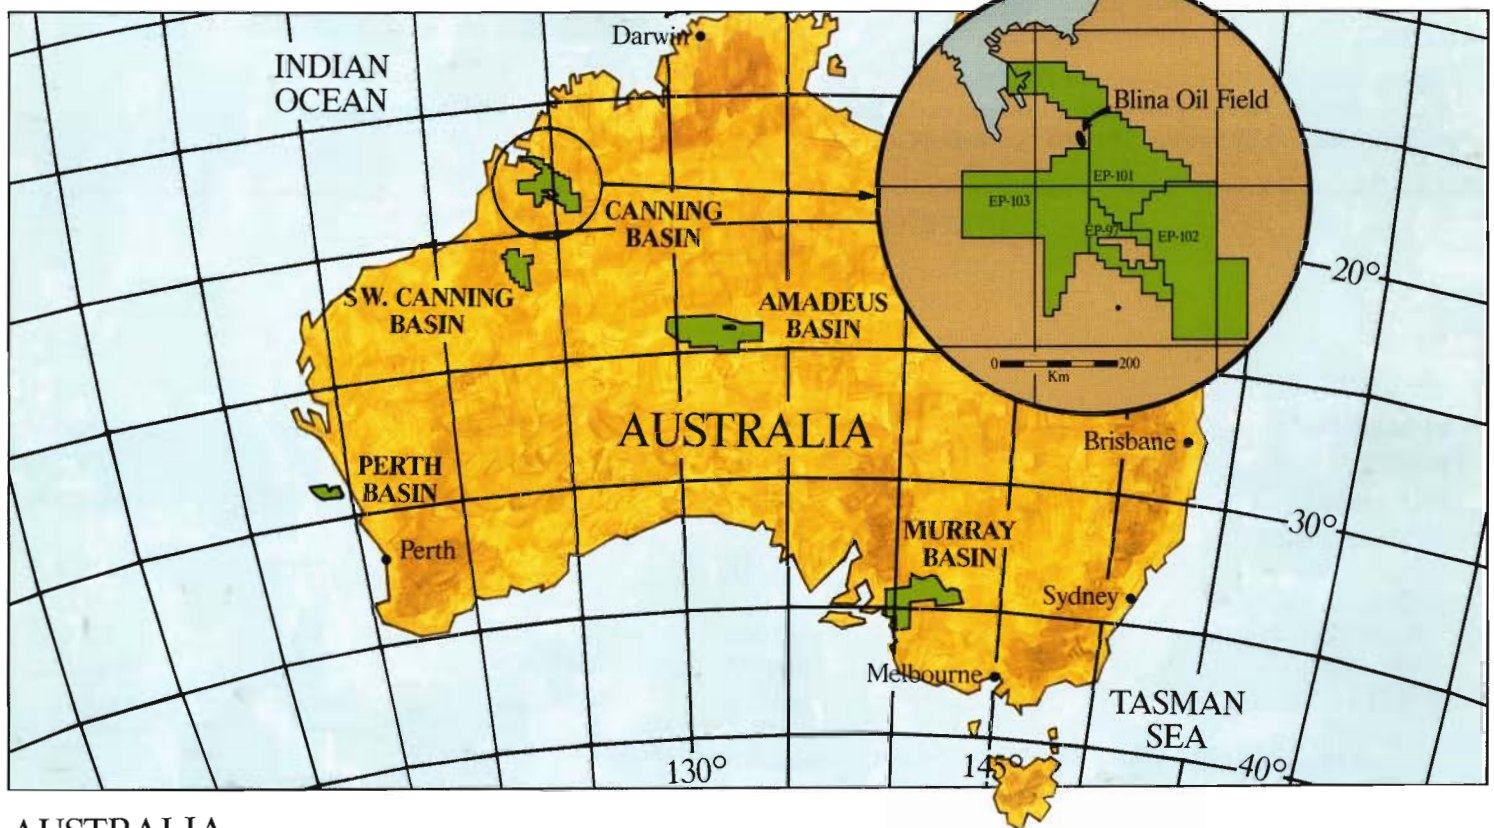 Darwin
INDIAN
OCEAN
Blina Oil Field
EP-101
EP-103
EP-97
EP-102
CANNING
BASIN
20°
S.W. CANNING
BASIN
AMADEUS
BASIN
0 200
Km
AUSTRALIA
Brisbane
PERTH
BASIN
30°
MURRAY
BASIN
Perth
Sydney
Melbourne
TASMAN
SEA
130°
145°
40°
AUSTRALIA